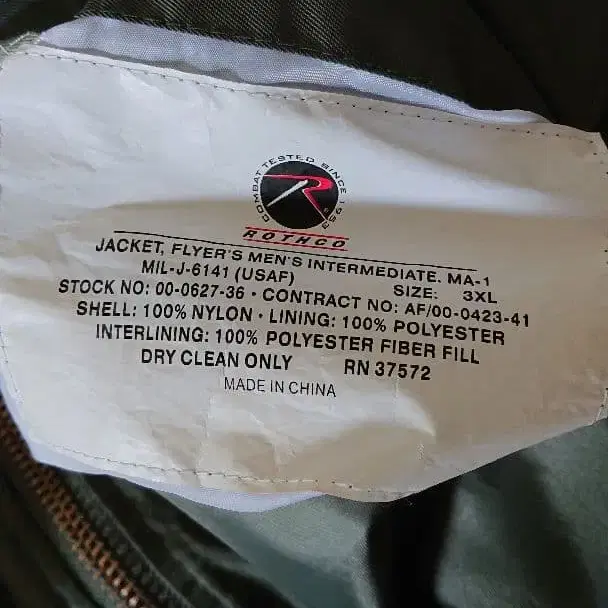 COMBAT TESTED SINCE 1953
ROTHCO
JACKET, FLYER'S MEN'S INTERMEDIATE. MA-1
MIL-J-6141 (USAF) SIZE: 3XL
STOCK NO: 00-0627-36 • CONTRACT NO: AF/00-0423-41
SHELL: 100% NYLON • LINING: 100% POLYESTER
INTERLINING: 100% POLYESTER FIBER FILL
DRY CLEAN ONLY RN 37572
MADE IN CHINA